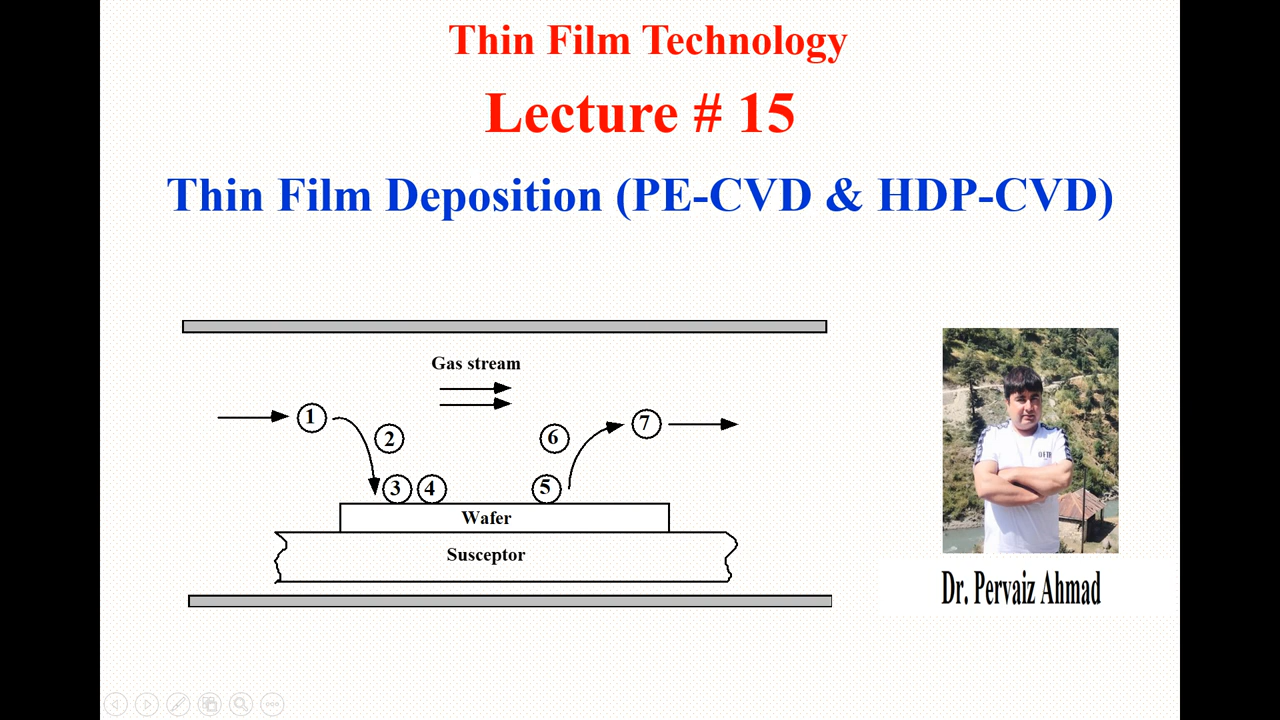 Thin Film Technology
Lecture # 15
Thin Film Deposition (PE-CVD & HDP-CVD)
Gas stream
1
2
3
4
5
6
7
Wafer
Susceptor
Dr. Pervaiz Ahmad